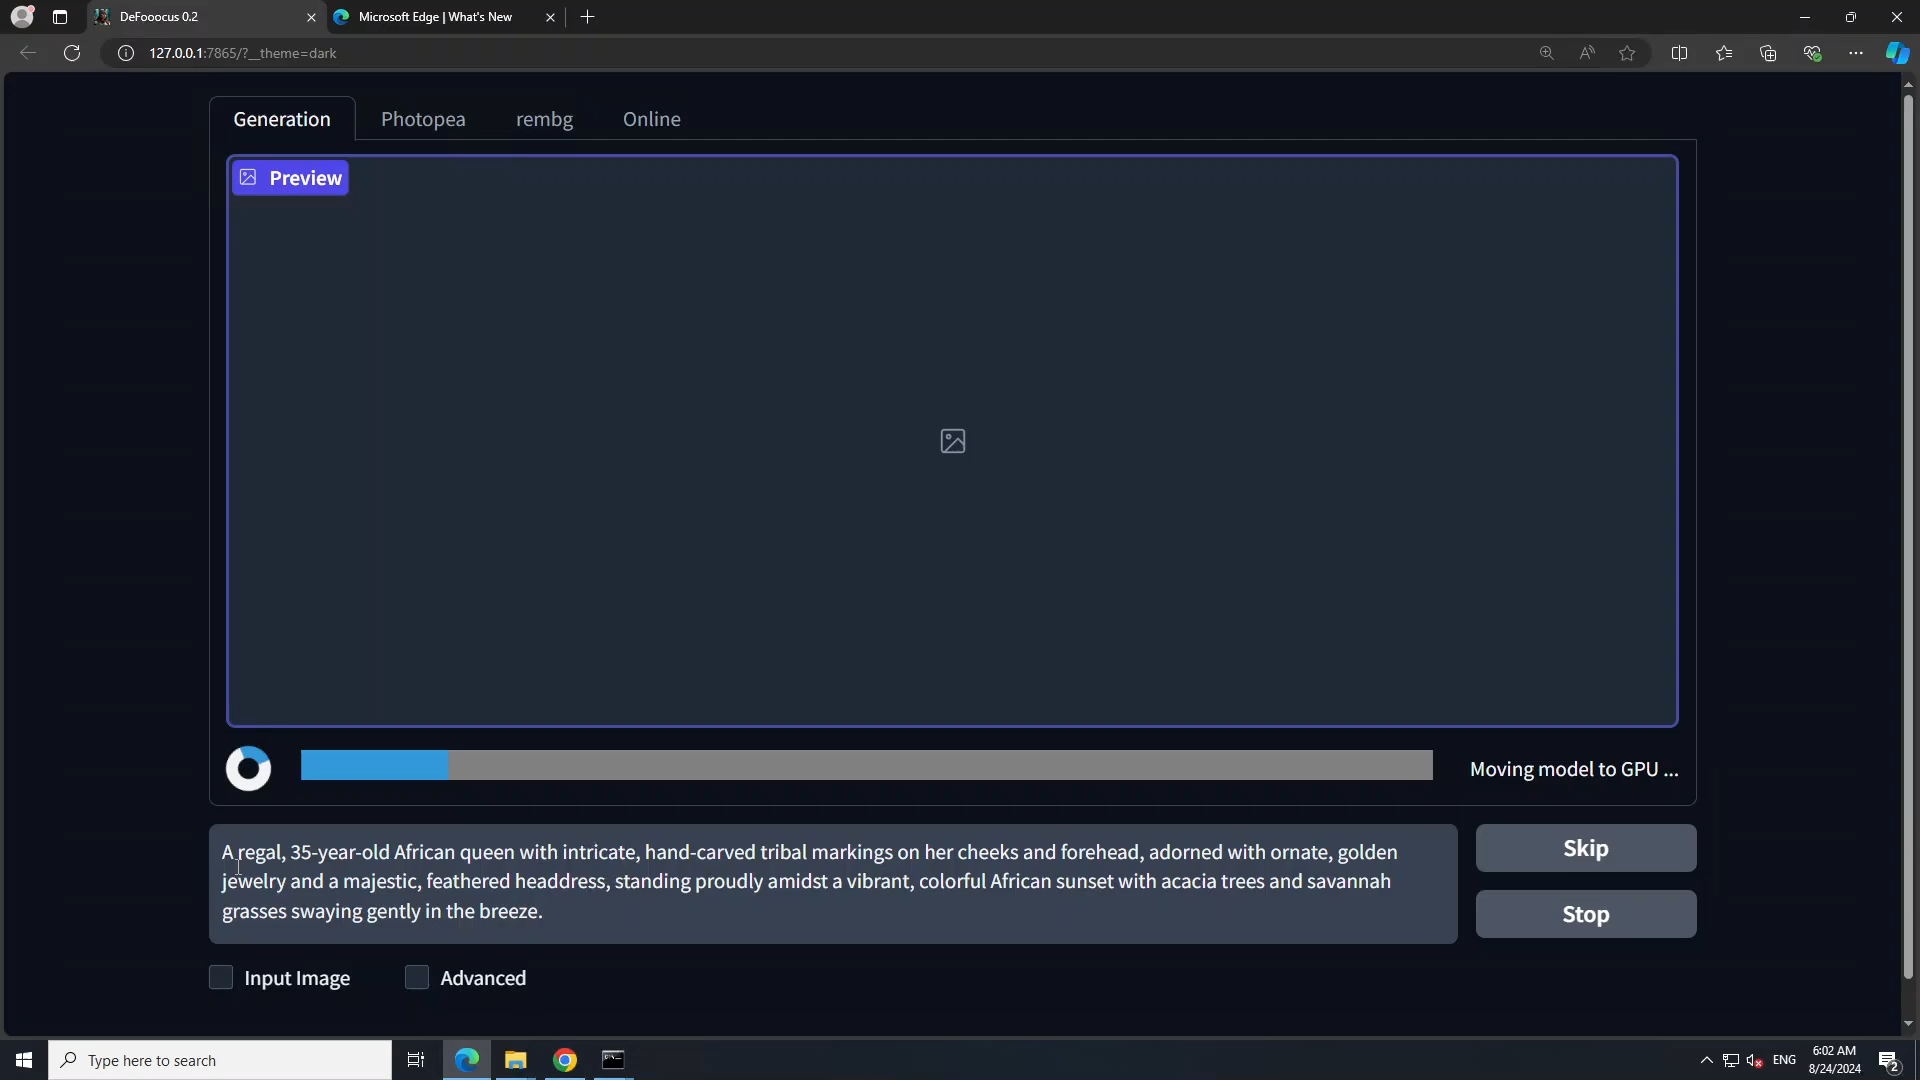 DeFooocus 0.2
Microsoft Edge | What's New
127.0.0.1:7865/?__theme=dark
Generation
Photopea
rembg
Online
Preview
Moving model to GPU ...
A regal, 35-year-old African queen with intricate, hand-carved tribal markings on her cheeks and forehead, adorned with ornate, golden
jewelry and a majestic, feathered headdress, standing proudly amidst a vibrant, colorful African sunset with acacia trees and savannah
grasses swaying gently in the breeze.
Skip
Stop
Input Image
Advanced
Type here to search
ENG
6:02 AM
8/24/2024
2